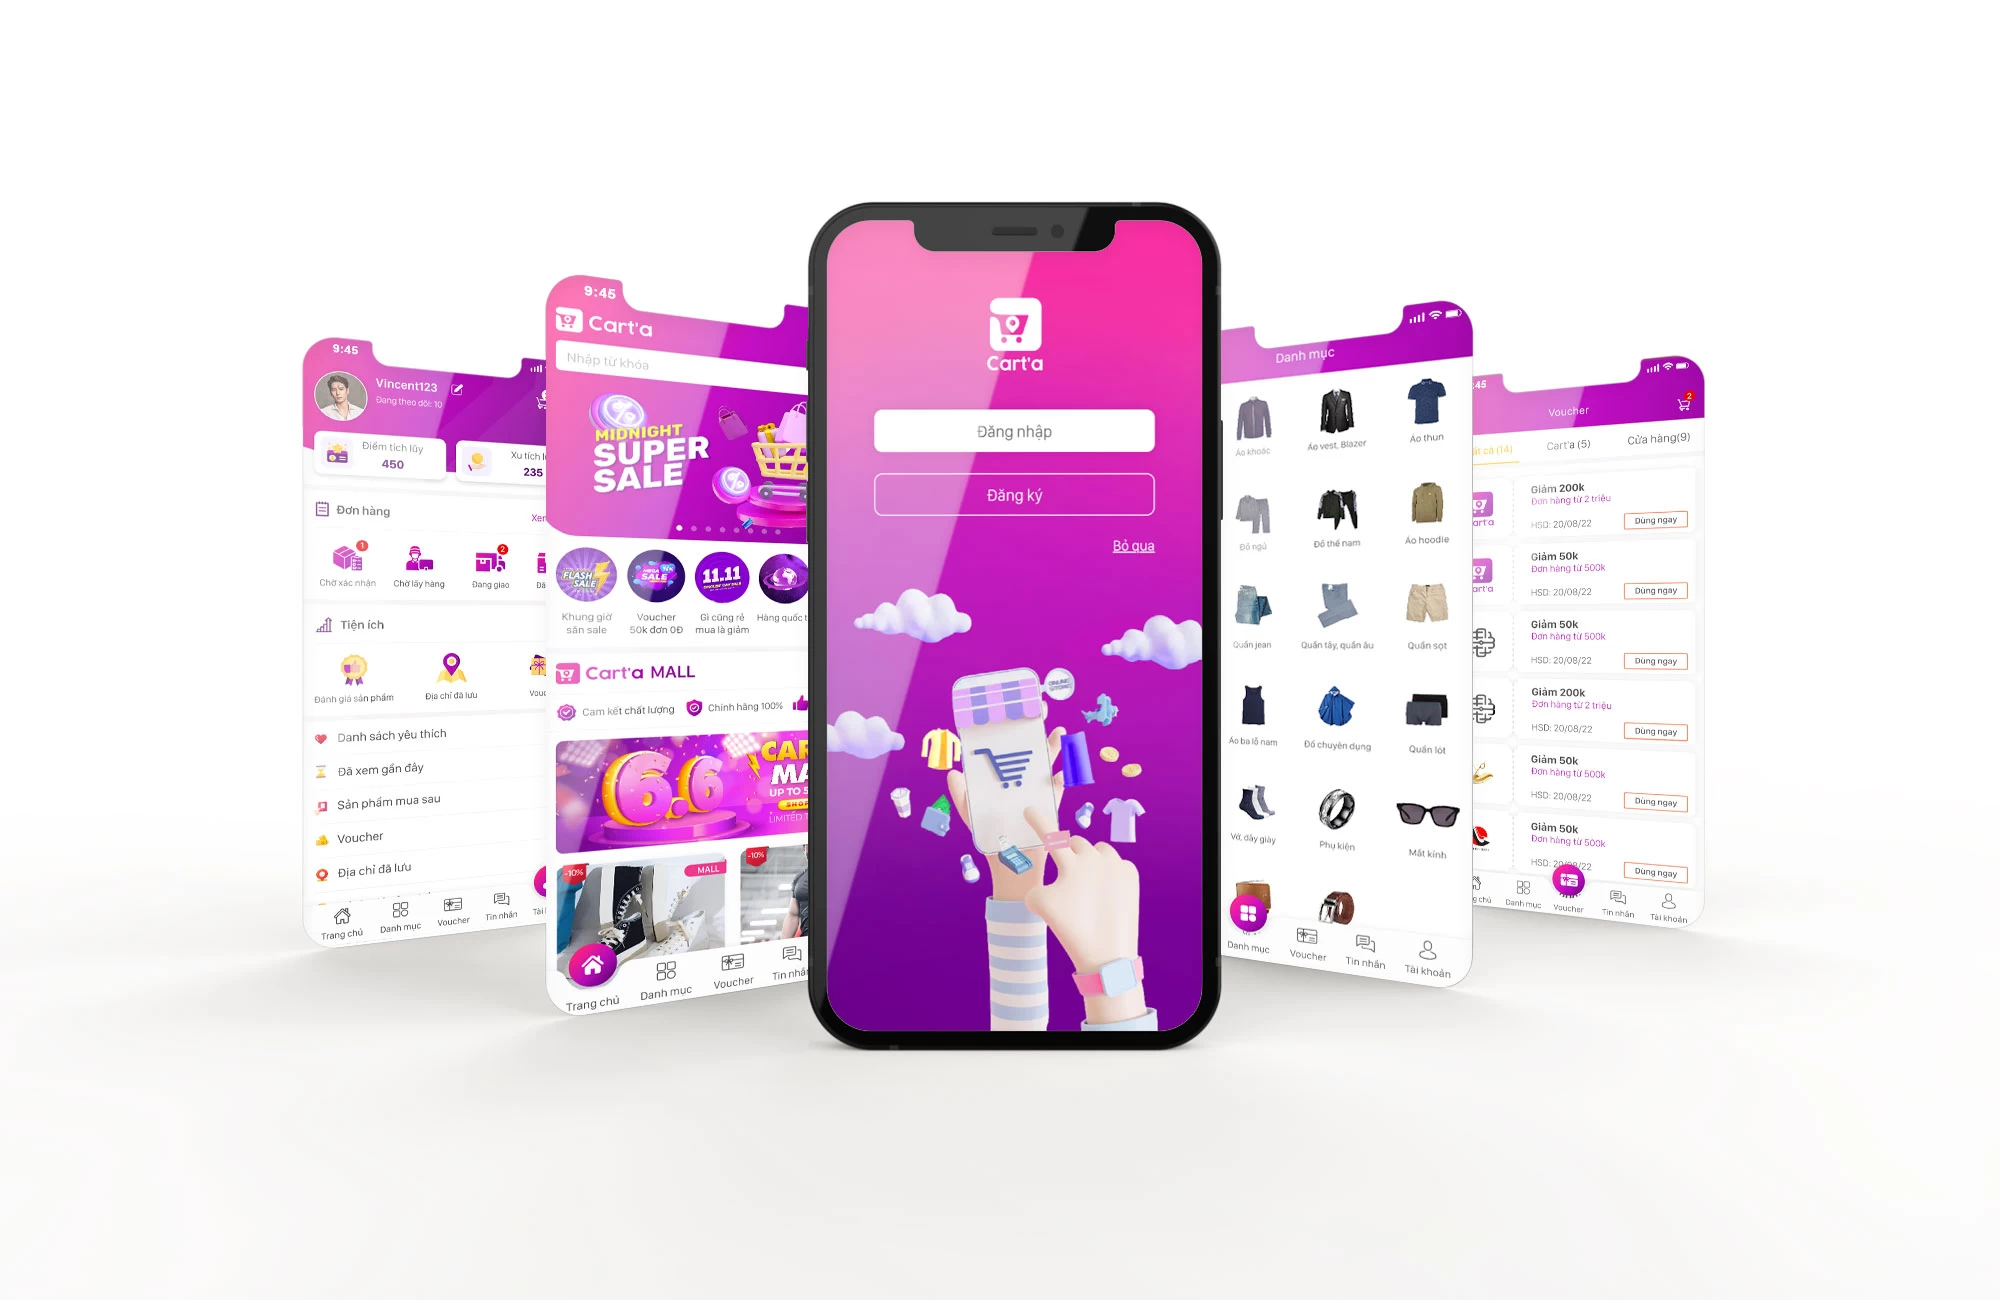 9:45
Vincent123
Đang theo dõi: 10
Điểm tích lũy
450
Xu tích
235
Đơn hàng
Xem
1
2
Chờ xác nhận
Chờ lấy hàng
Đang giao
Tiện ích
Đánh giá sản phẩm
Địa chỉ đã lưu
Danh sách yêu thích
Đã xem gần đây
Sản phẩm mua sau
Voucher
Địa chỉ đã lưu
Trang chủ
Danh mục
Voucher
Tin nhắn
Tài
9:45
Cart'a
Nhập từ khóa
MIDNIGHT
SUPER
SALE
FLASH
SALE
MEGA
SALE
11.11
Khung giờ
săn sale
Voucher
50k đơn 0Đ
Gì cũng rẻ
mua là giảm
Hàng quốc
Cart'a MALL
Cam kết chất lượng
Chính hãng 100%
6.6
UP TO
LIMITED
-10%
MALL
-10%
Trang chủ
Danh mục
Voucher
Tin nhắn
Cart'a
Đăng nhập
Đăng ký
Bỏ qua
ONLINE
STORE
Danh mục
Áo khoác
Áo vest, Blazer
Áo thun
Đồ ngủ
Đồ thể nam
Áo hoodie
Quần jean
Quần tây, quần âu
Quần sọt
Áo ba lỗ nam
Đồ chuyên dụng
Quần lót
Vớ, dây giày
Phụ kiện
Mắt kính
Danh mục
Voucher
Tin nhắn
Tài khoản
:45
Voucher
2
ất cả (14)
Cart'a (5)
Cửa hàng(9)
Giảm 200k
Đơn hàng từ 2 triệu
HSD: 20/08/22
Dùng ngay
Giảm 50k
Đơn hàng từ 500k
HSD: 20/08/22
Dùng ngay
Giảm 50k
Đơn hàng từ 500k
HSD: 20/08/22
Dùng ngay
Giảm 200k
Đơn hàng từ 2 triệu
HSD: 20/08/22
Dùng ngay
Giảm 50k
Đơn hàng từ 500k
HSD: 20/08/22
Dùng ngay
Giảm 50k
Đơn hàng từ 500k
HSD: 20/08/22
Dùng ngay
Danh mục
Voucher
Tin nhắn
Tài khoản